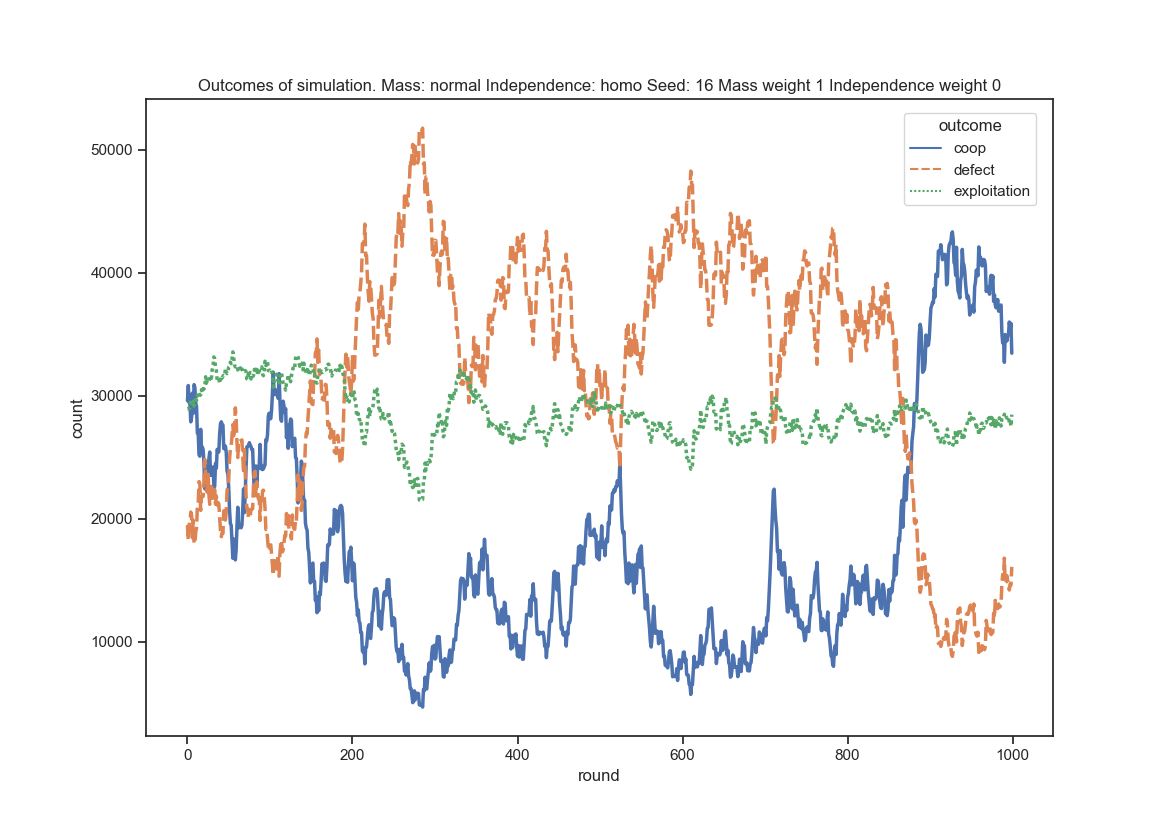 Outcomes of simulation. Mass: normal Independence: homo Seed: 16 Mass weight 1 Independence weight 0
outcome
coop
defect
exploitation
50000
40000
30000
20000
10000
count
0
200
400
600
800
1000
round